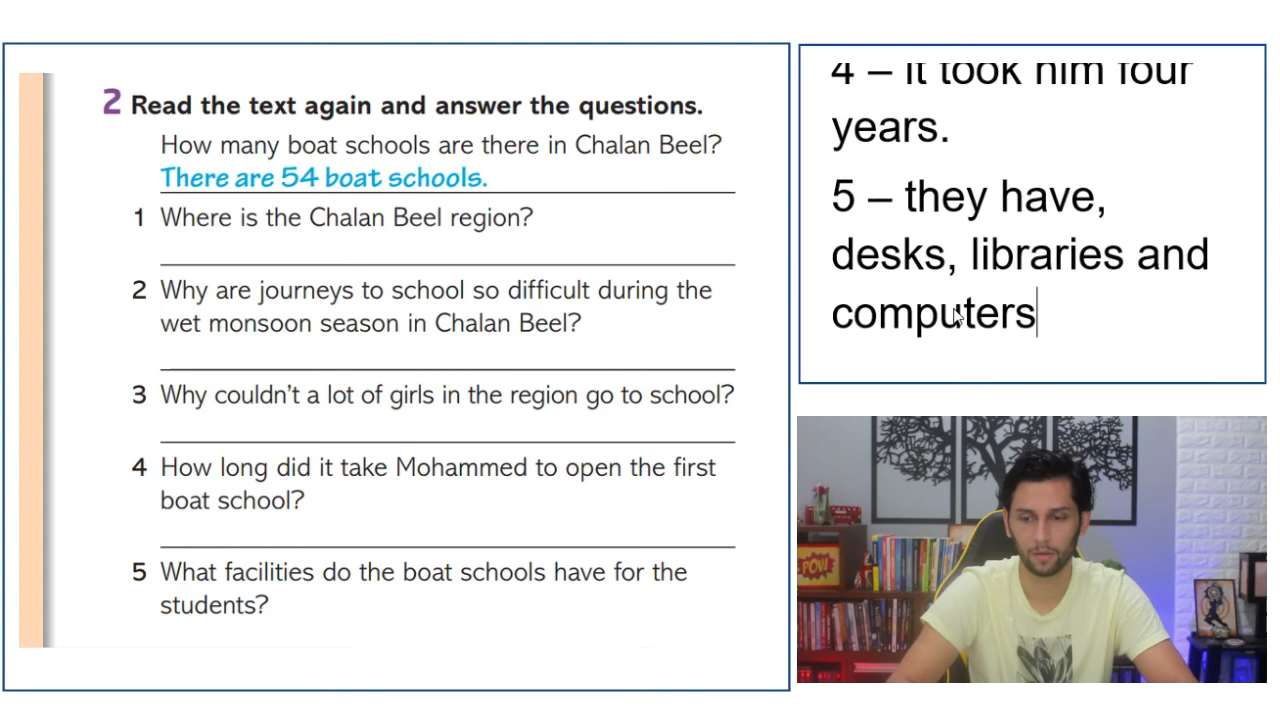 2 Read the text again and answer the questions.
How many boat schools are there in Chalan Beel?
There are 54 boat schools.
1 Where is the Chalan Beel region?
2 Why are journeys to school so difficult during the
wet monsoon season in Chalan Beel?
3 Why couldn't a lot of girls in the region go to school?
4 How long did it take Mohammed to open the first
boat school?
5 What facilities do the boat schools have for the
students?
4 – it took him four
years.
5 – they have,
desks, libraries and
computers
POW